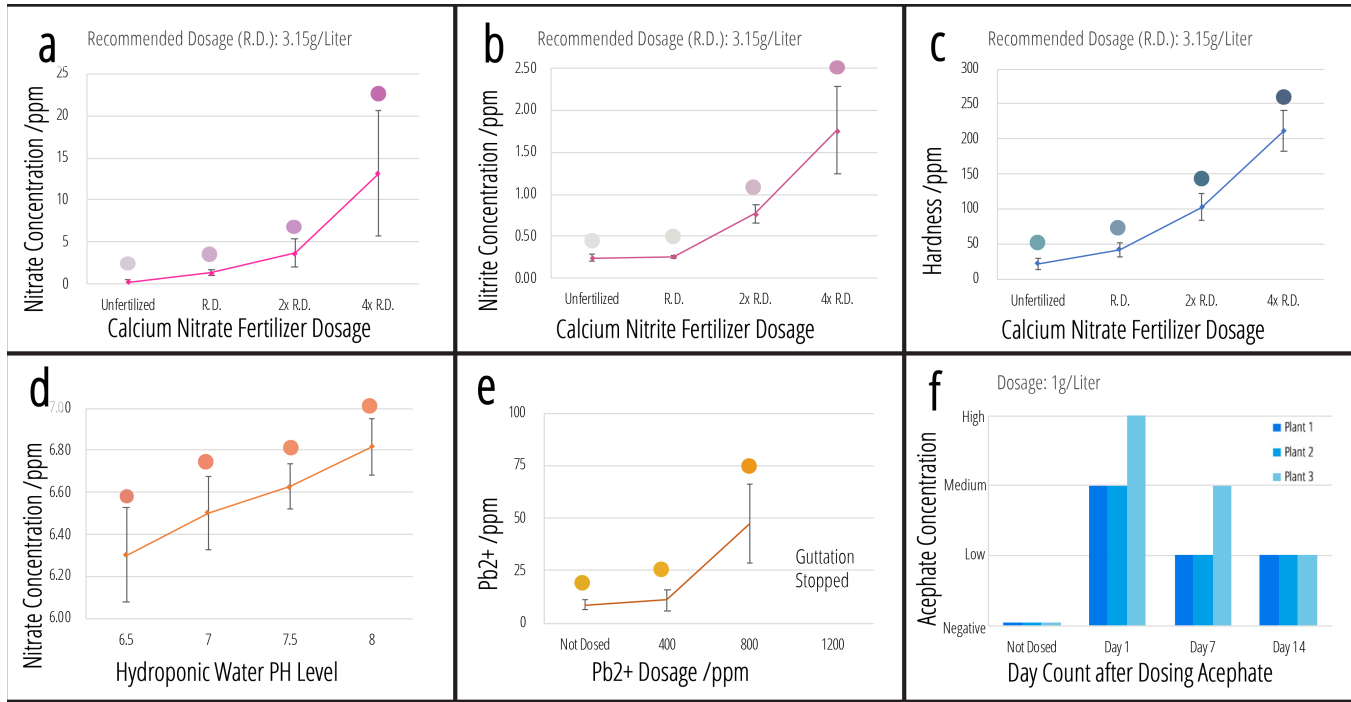 a
Recommended Dosage (R.D.): 3.15g/Liter
Nitrate Concentration /ppm
25
20
15
10
5
0
Unfertilized R.D. 2x R.D. 4x R.D.
Calcium Nitrate Fertilizer Dosage
b
Recommended Dosage (R.D.): 3.15g/Liter
Nitrite Concentration /ppm
2.50
2.00
1.50
1.00
0.50
0.00
Unfertilized R.D. 2x R.D. 4x R.D.
Calcium Nitrite Fertilizer Dosage
c
Recommended Dosage (R.D.): 3.15g/Liter
Hardness /ppm
300
250
200
150
100
50
0
Unfertilized R.D. 2x R.D. 4x R.D.
Calcium Nitrate Fertilizer Dosage
d
Nitrate Concentration /ppm
7.00
6.80
6.60
6.40
6.20
6.00
6.5 7 7.5 8
Hydroponic Water PH Level
e
Pb2+ /ppm
100
75
50
25
0
Guttation
Stopped
Not Dosed 400 800 1200
Pb2+ Dosage /ppm
f
Dosage: 1g/Liter
Acephate Concentration
High
Medium
Low
Negative
Plant 1
Plant 2
Plant 3
Not Dosed Day 1 Day 7 Day 14
Day Count after Dosing Acephate